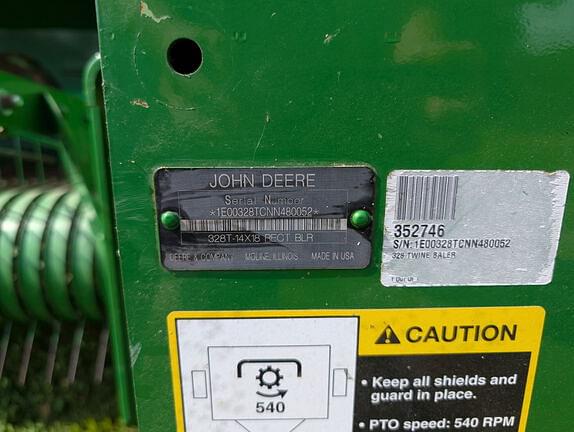 JOHN DEERE
Serial Number
*1E00328TCNN480052*
328T-14X18 RECT BLR
DEERE & COMPANY MOLINE, ILLINOIS MADE IN USA
352746
S/N: 1E00328TCNN480052
328 TWINE BALER
CAUTION
• Keep all shields and
guard in place.
• PTO speed: 540 RPM
540